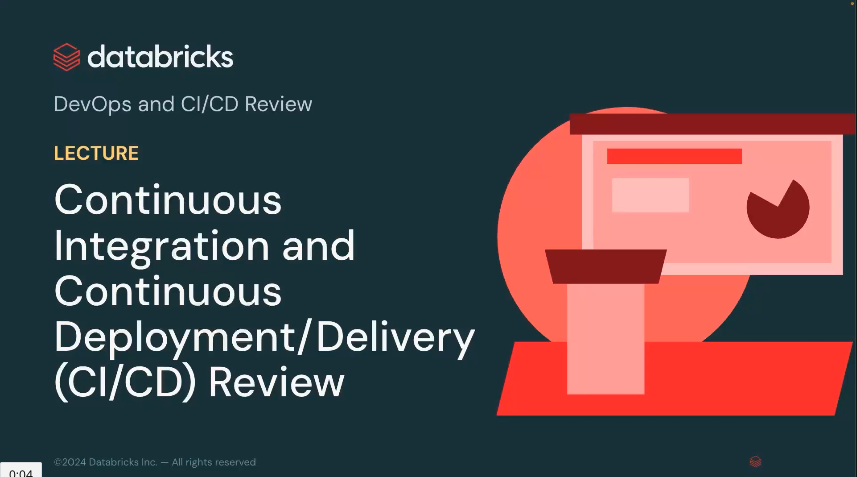 databricks
DevOps and CI/CD Review
LECTURE
Continuous
Integration and
Continuous
Deployment/Delivery
(CI/CD) Review
©2024 Databricks Inc. — All rights reserved
0:04